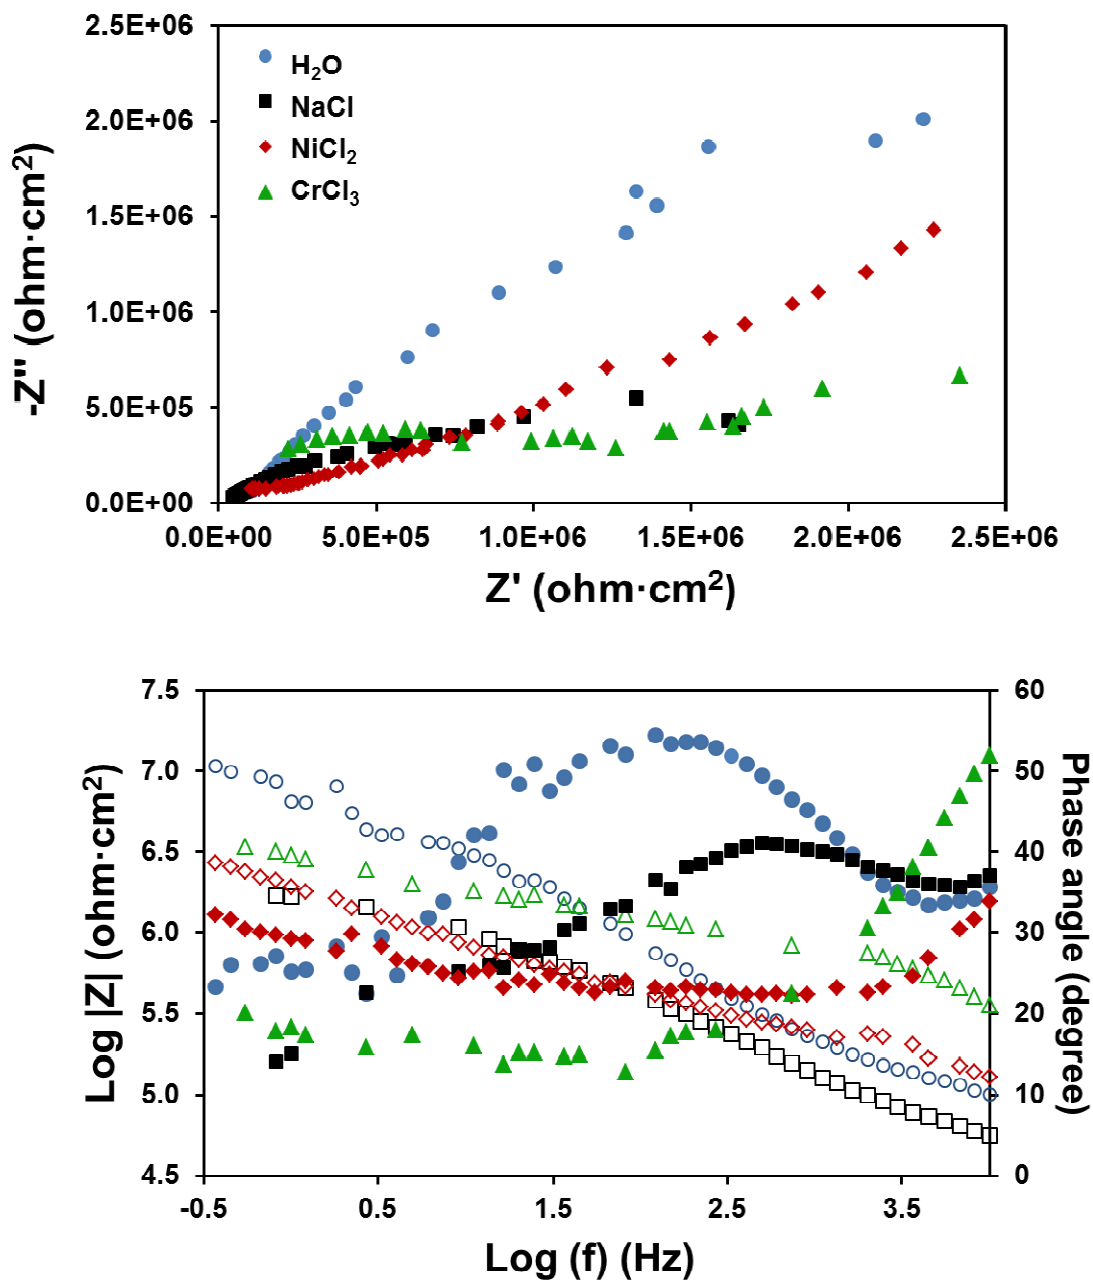 2.5E+06
2.0E+06
1.5E+06
1.0E+06
5.0E+05
0.0E+00
-Z" (ohm·cm²)
H₂O
NaCl
NiCl₂
CrCl₃
0.0E+00 5.0E+05 1.0E+06 1.5E+06 2.0E+06 2.5E+06
Z' (ohm·cm²)
7.5
7.0
6.5
6.0
5.5
5.0
4.5
Log |Z| (ohm·cm²)
60
50
40
30
20
10
0
Phase angle (degree)
-0.5 0.5 1.5 2.5 3.5
Log (f) (Hz)